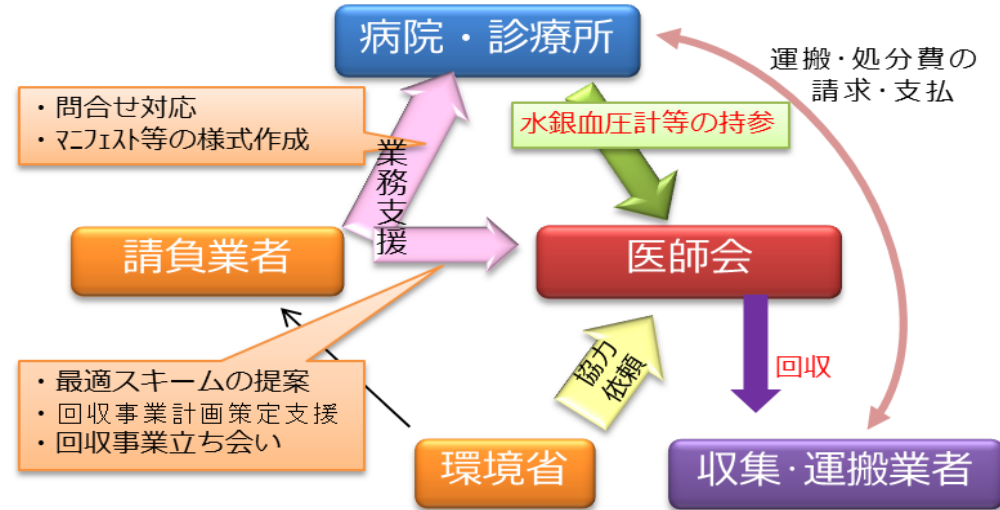 病院・診療所
運搬・処分費の
請求・支払
・問合せ対応
・ﾏﾆﾌｪｽﾄ等の様式作成
水銀血圧計等の持参
業務支援
請負業者
医師会
・最適スキームの提案
・回収事業計画策定支援
・回収事業立ち会い
協力
依頼
回収
環境省
収集・運搬業者